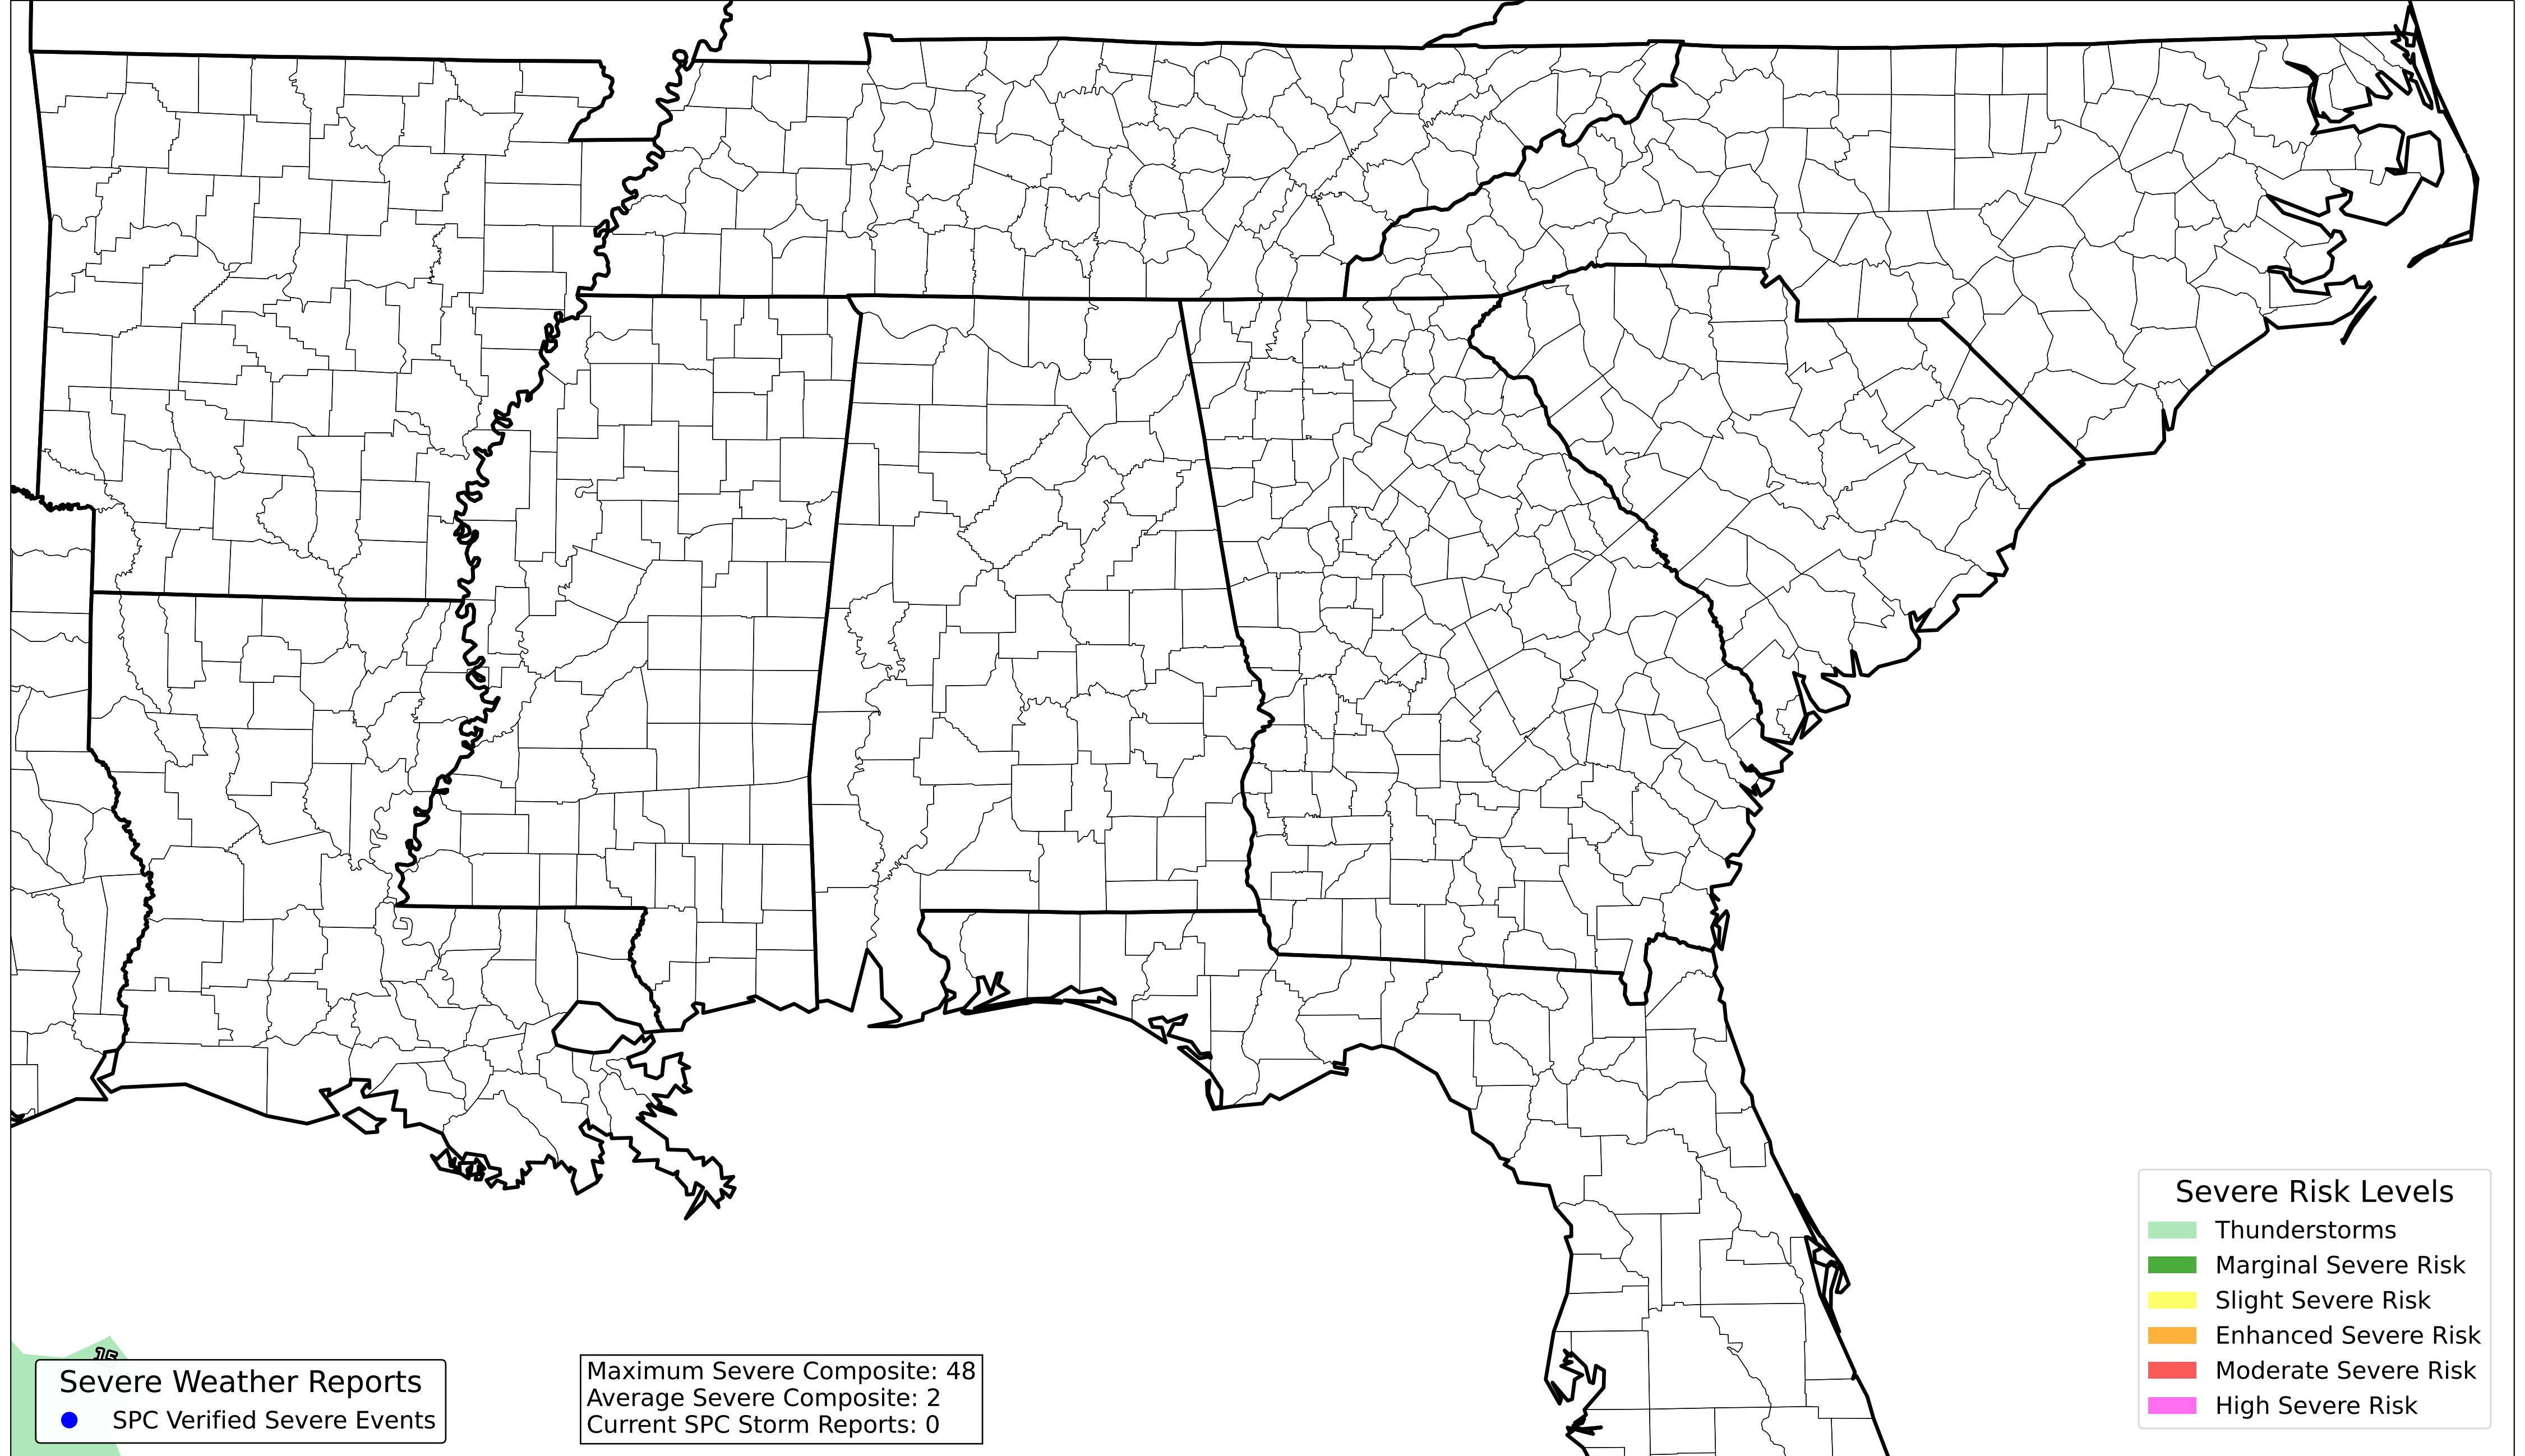 15
Severe Weather Reports
SPC Verified Severe Events
Maximum Severe Composite: 48
Average Severe Composite: 2
Current SPC Storm Reports: 0
Severe Risk Levels
Thunderstorms
Marginal Severe Risk
Slight Severe Risk
Enhanced Severe Risk
Moderate Severe Risk
High Severe Risk